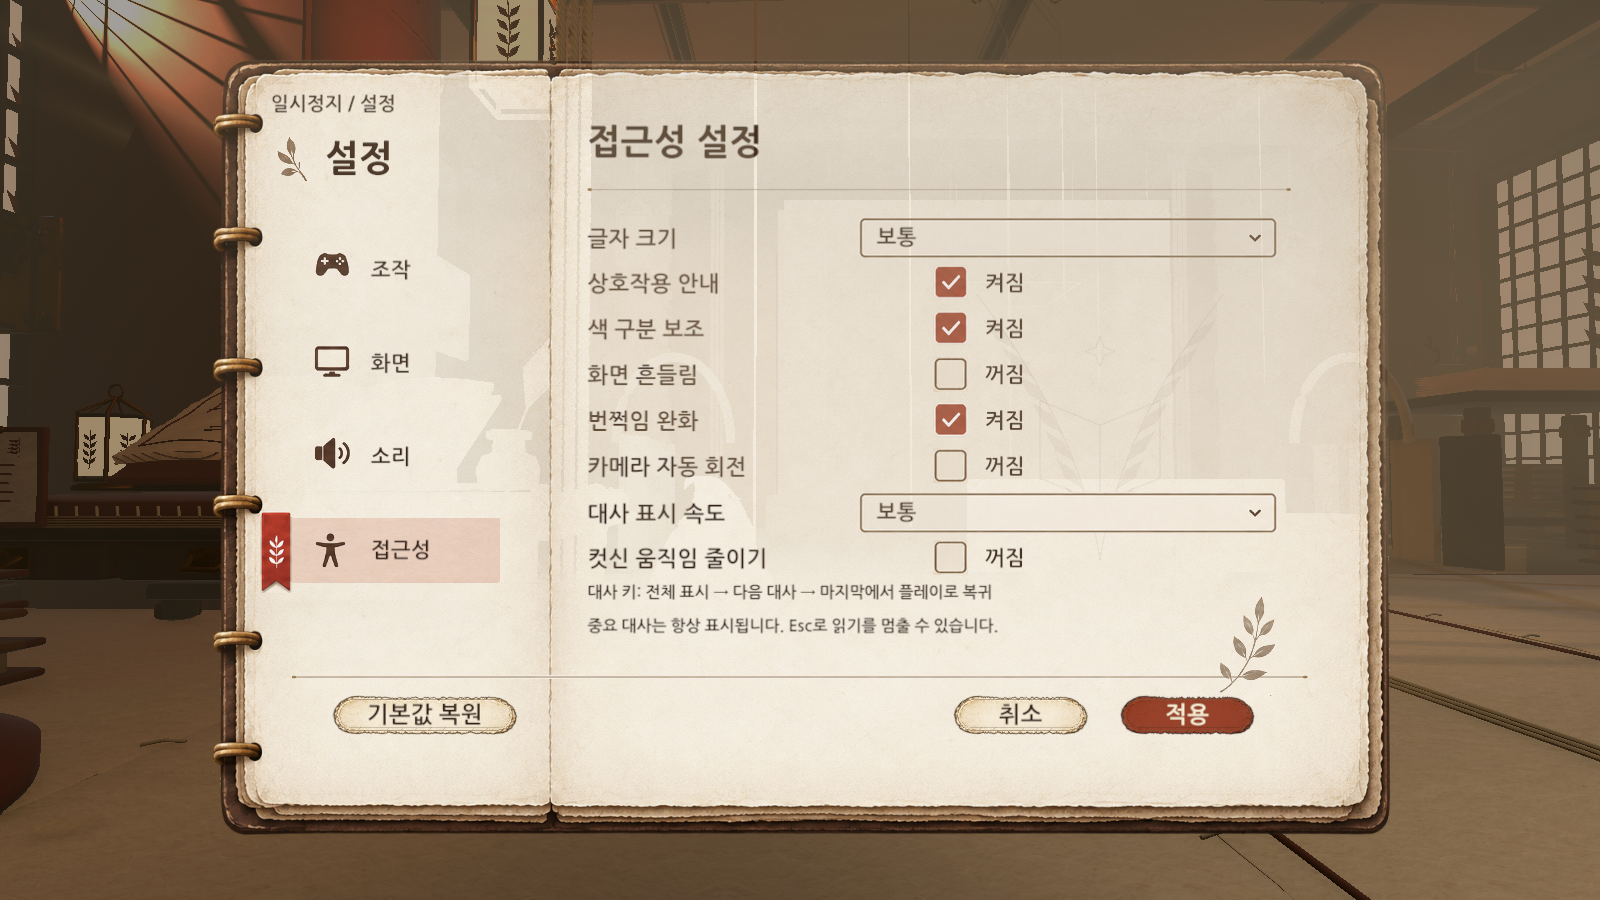 일시정지 / 설정
설정
조작
화면
소리
접근성
접근성 설정
글자 크기 보통
상호작용 안내 켜짐
색 구분 보조 켜짐
화면 흔들림 꺼짐
번쩍임 완화 켜짐
카메라 자동 회전 꺼짐
대사 표시 속도 보통
컷신 움직임 줄이기 꺼짐
대사 키: 전체 표시 → 다음 대사 → 마지막에서 플레이로 복귀
중요 대사는 항상 표시됩니다. Esc로 읽기를 멈출 수 있습니다.
기본값 복원
취소
적용